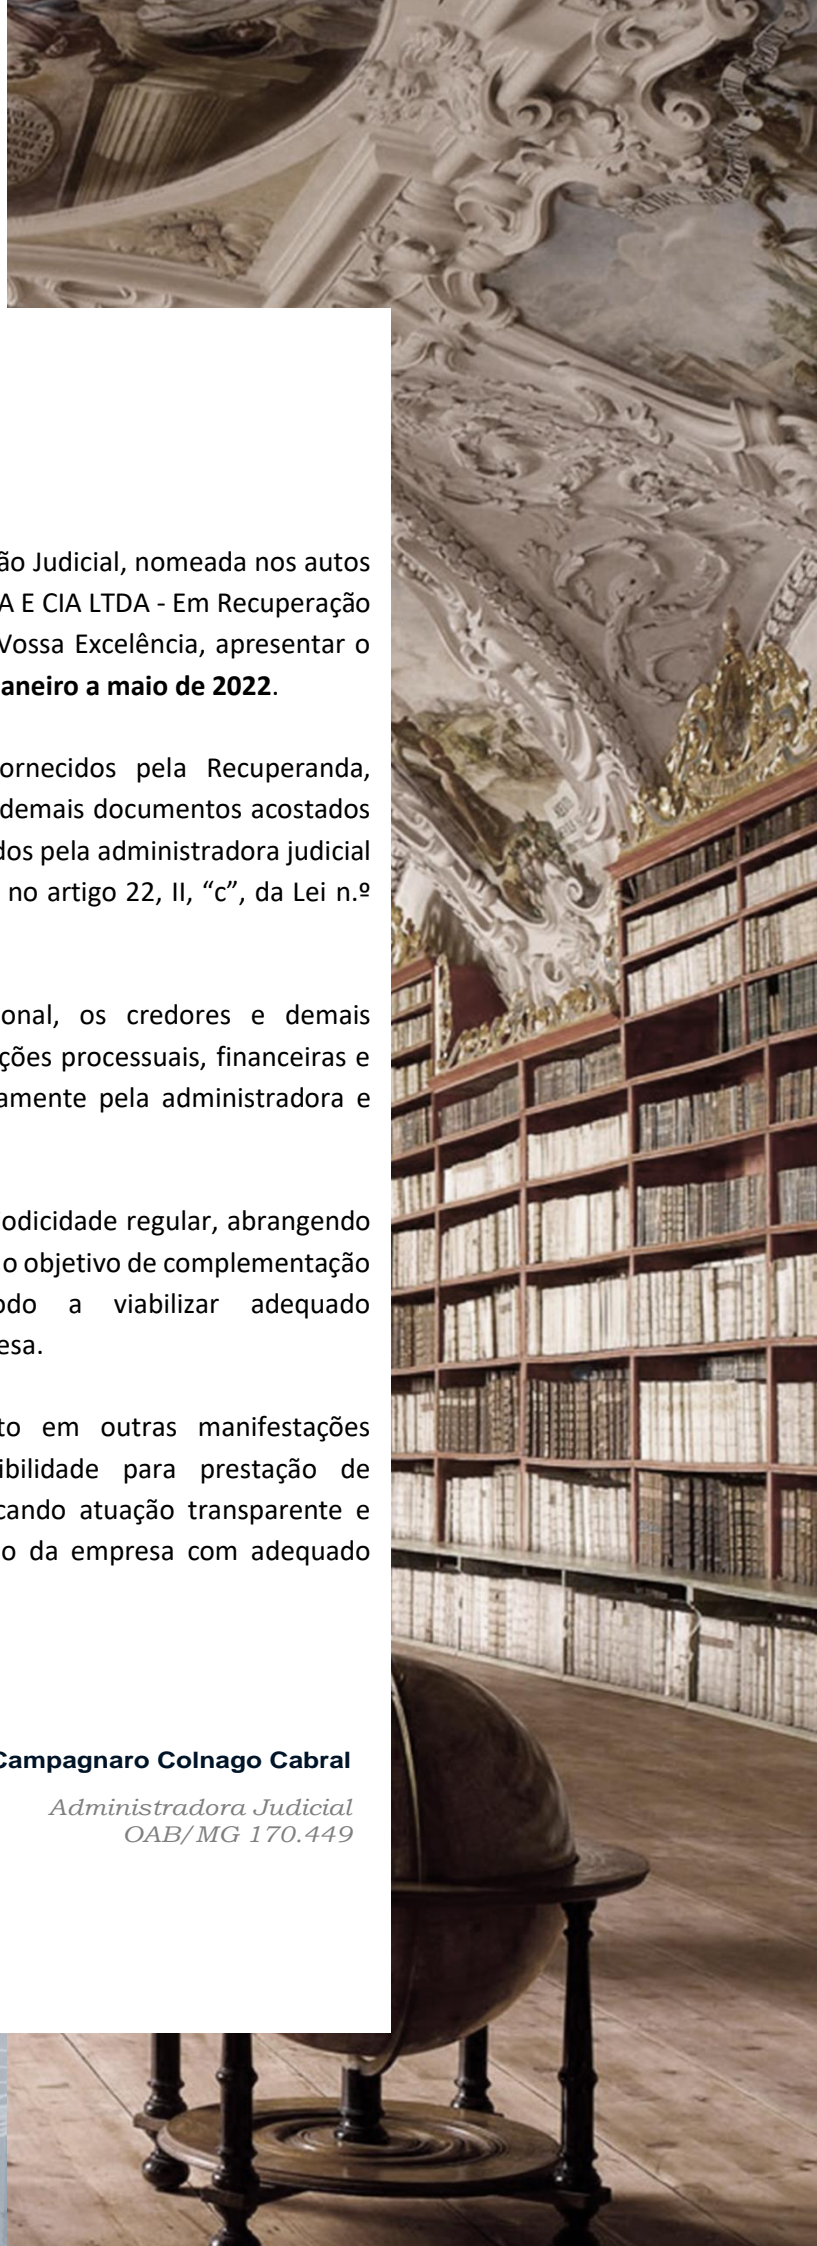 ão Judicial, nomeada nos autos
A E CIA LTDA - Em Recuperação
Vossa Excelência, apresentar o
aneiro a maio de 2022.
ornecidos pela Recuperanda,
demais documentos acostados
dos pela administradora judicial
no artigo 22, II, “c”, da Lei n.º
onal, os credores e demais
ções processuais, financeiras e
amente pela administradora e
iodicidade regular, abrangendo
o objetivo de complementação
odo a viabilizar adequado
esa.
to em outras manifestações
ibilidade para prestação de
cando atuação transparente e
o da empresa com adequado
Campagnaro Colnago Cabral
Administradora Judicial
OAB/MG 170.449